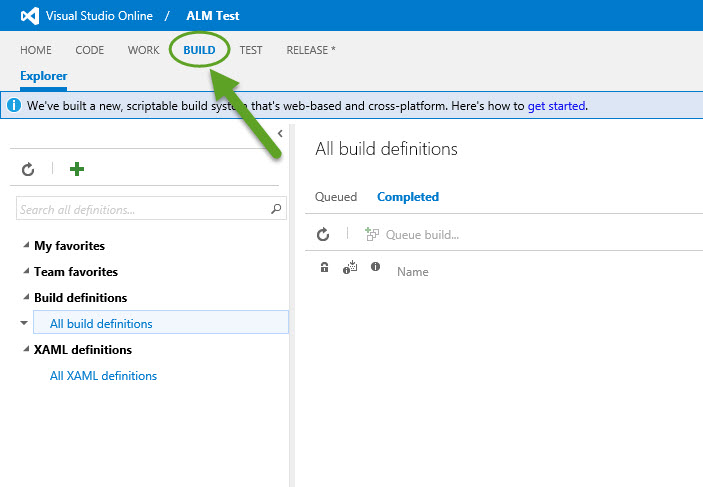 Visual Studio Online / ALM Test
HOME CODE WORK BUILD TEST RELEASE *
Explorer
We've built a new, scriptable build system that's web-based and cross-platform. Here's how to get started.
All build definitions
Queued Completed
Search all definitions...
Queue build...
My favorites
Name
Team favorites
Build definitions
All build definitions
XAML definitions
All XAML definitions